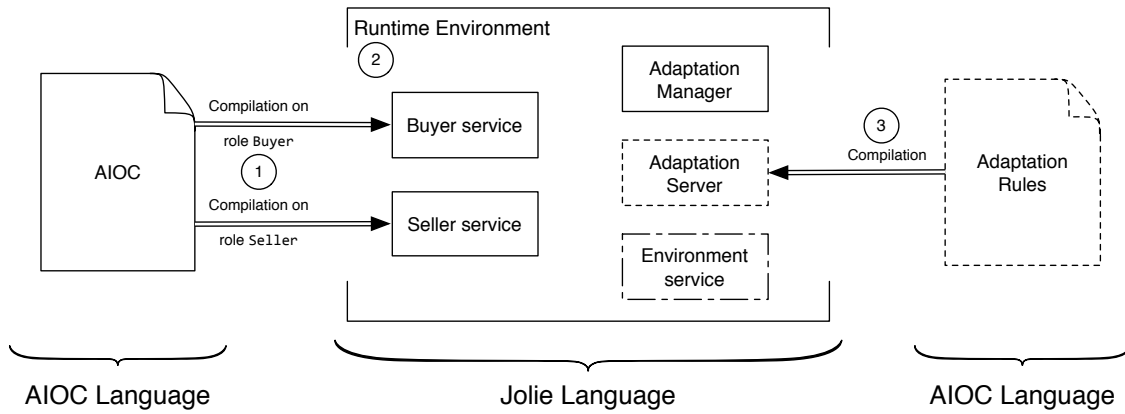 Runtime Environment
2
AIOC
Compilation on
role Buyer
1
Compilation on
role Seller
Buyer service
Seller service
Adaptation
Manager
Adaptation
Server
Environment
service
3
Compilation
Adaptation
Rules
AIOC Language
Jolie Language
AIOC Language